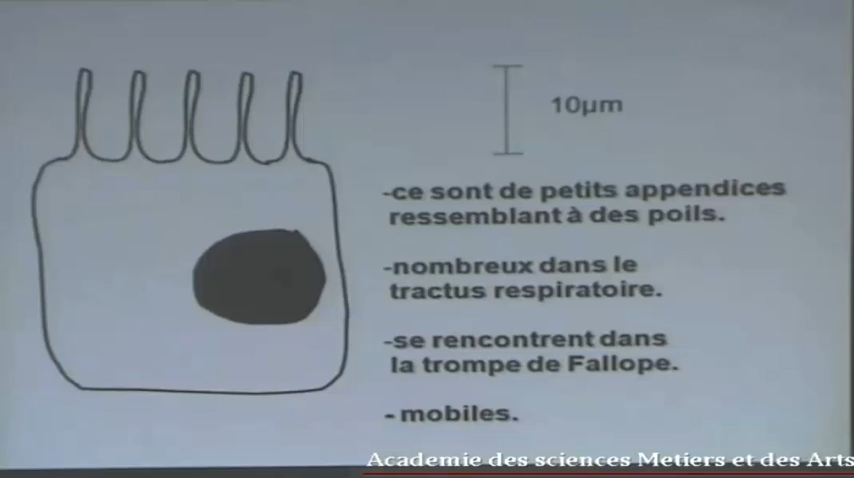 10µm
-ce sont de petits appendices
ressemblant à des poils.
-nombreux dans le
tractus respiratoire.
-se rencontrent dans
la trompe de Fallope.
- mobiles.
Academie des sciences Metiers et des Arts